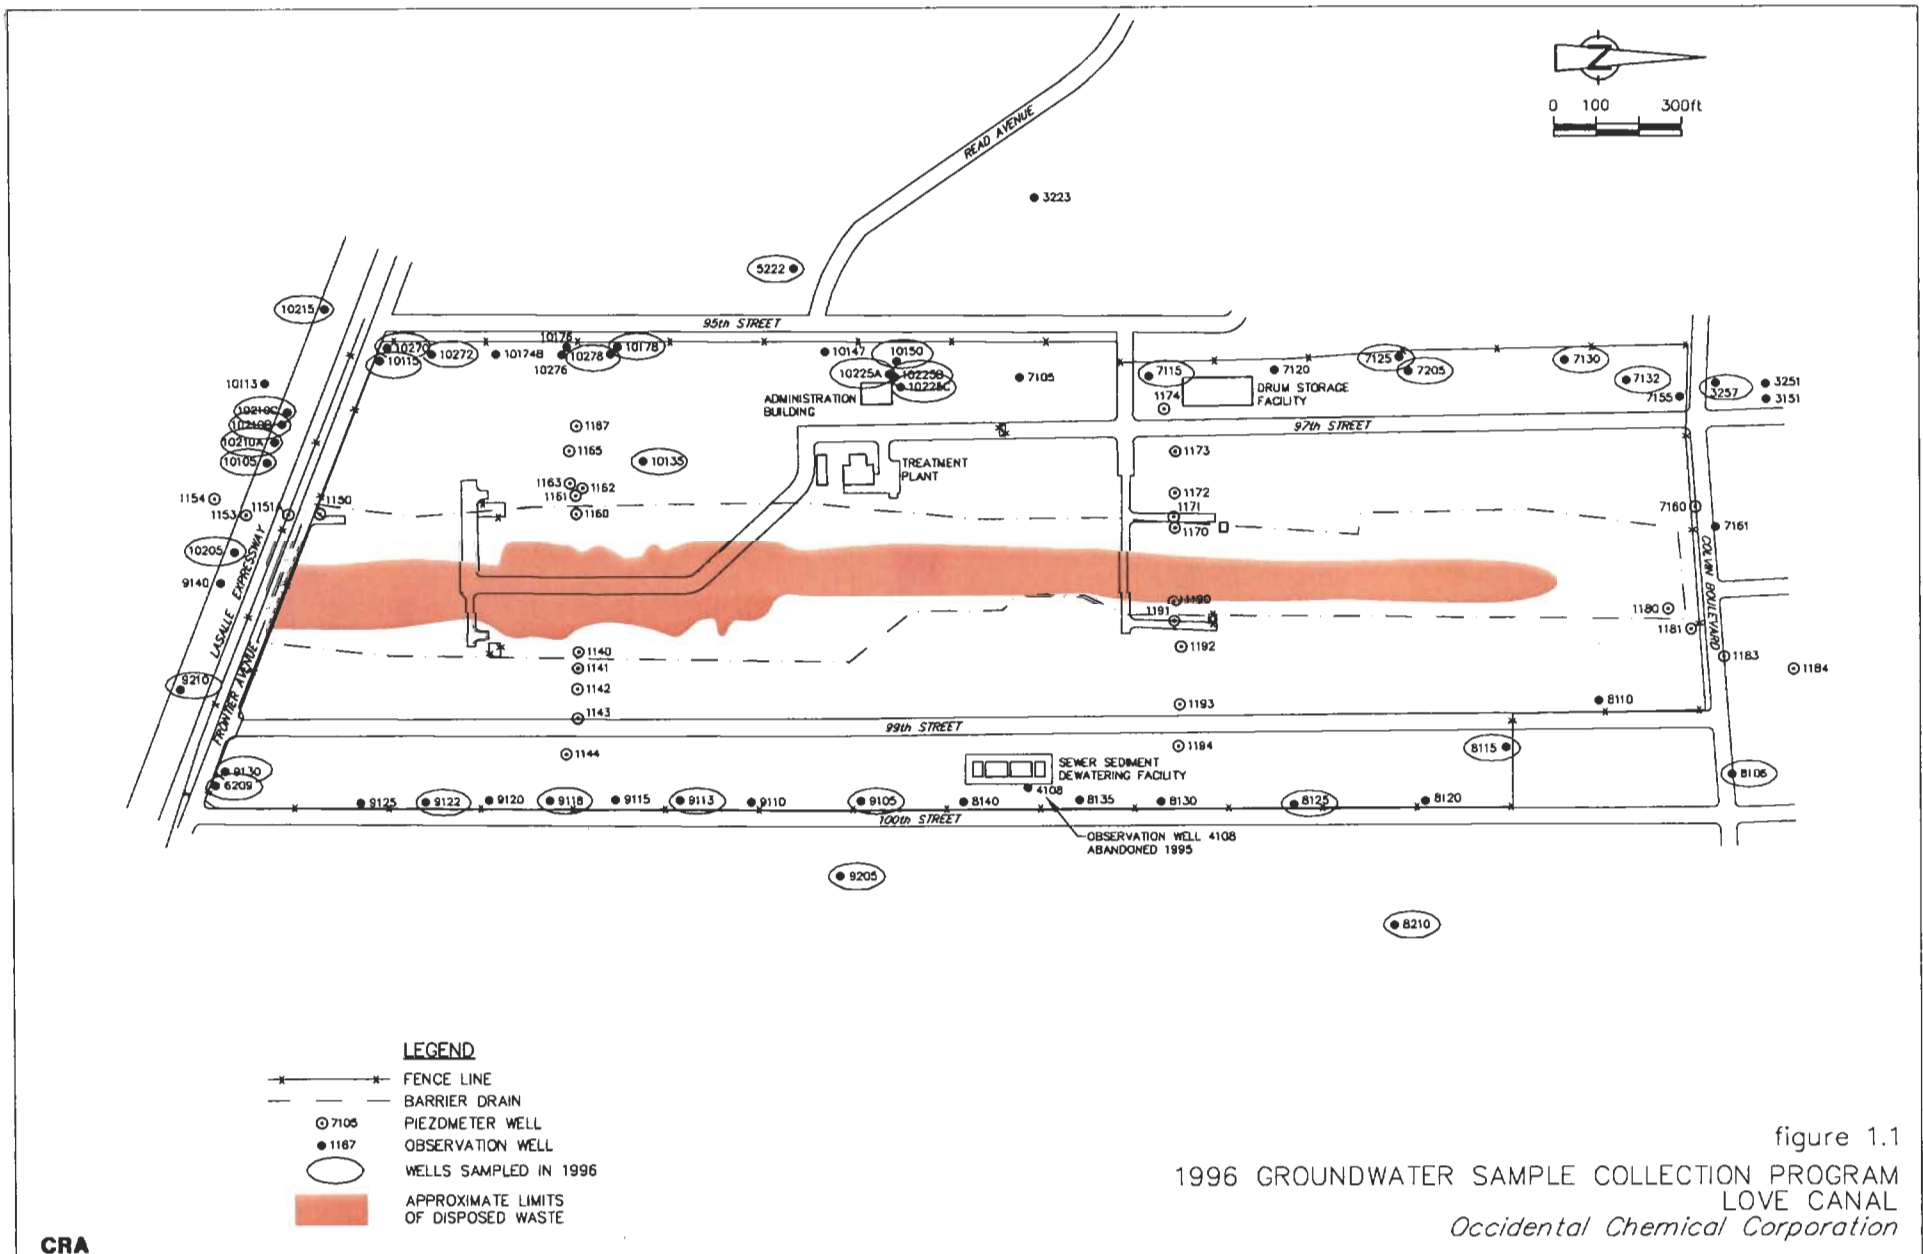 N
0 100 300ft
READ AVENUE
3223
5222
10215
95th STREET
10270
10115
10272
10174B
10176
10276
10278
10178
10147
10150
10225A
10225B
10225C
7105
7115
1174
7120
7125
7205
7130
7132
7155
3257
3251
3151
ADMINISTRATION
BUILDING
DRUM STORAGE
FACILITY
97th STREET
10113
10210C
10210B
10210A
10105
1187
1165
10135
1163
1162
1161
1160
TREATMENT
PLANT
1173
1172
1171
1170
1154
1153
1151A
1150
7160
7161
10205
9140
LASALLE EXPRESSWAY
FRONTIER AVENUE
COLVIN BOULEVARD
1190
1191
1192
1193
1180
1181
1183
1184
9210
1140
1141
1142
1143
8110
99th STREET
1144
1194
8115
SEWER SEDIMENT
DEWATERING FACILITY
9130
6209
8106
9125
9122
9120
9118
9115
9113
9110
9105
8140
4108
8135
8130
8125
8120
100th STREET
OBSERVATION WELL 4108
ABANDONED 1995
9205
8210
LEGEND
FENCE LINE
BARRIER DRAIN
7105 PIEZOMETER WELL
1187 OBSERVATION WELL
WELLS SAMPLED IN 1996
APPROXIMATE LIMITS
OF DISPOSED WASTE
figure 1.1
1996 GROUNDWATER SAMPLE COLLECTION PROGRAM
LOVE CANAL
Occidental Chemical Corporation
CRA